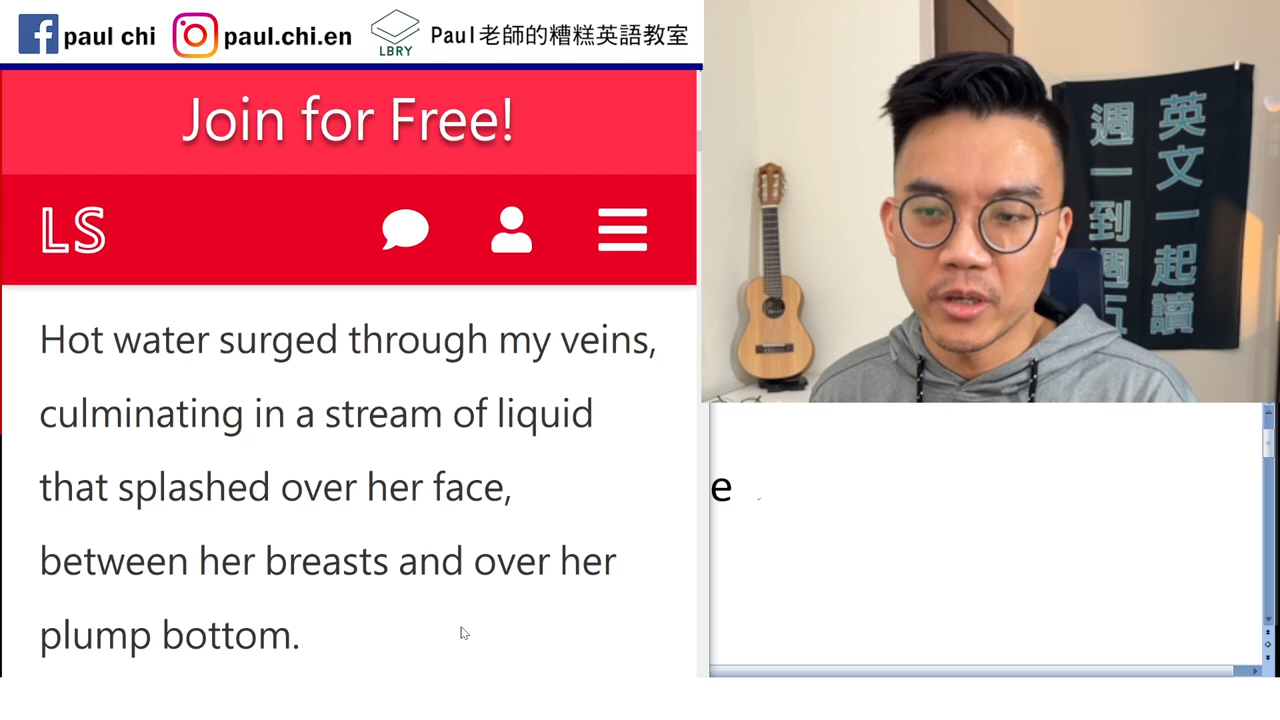 paul chi
paul.chi.en
LBRY
Paul老師的糟糕英語教室
Join for Free!
LS
Hot water surged through my veins,
culminating in a stream of liquid
that splashed over her face,
between her breasts and over her
plump bottom.
英文一起讀
週一到週五
e